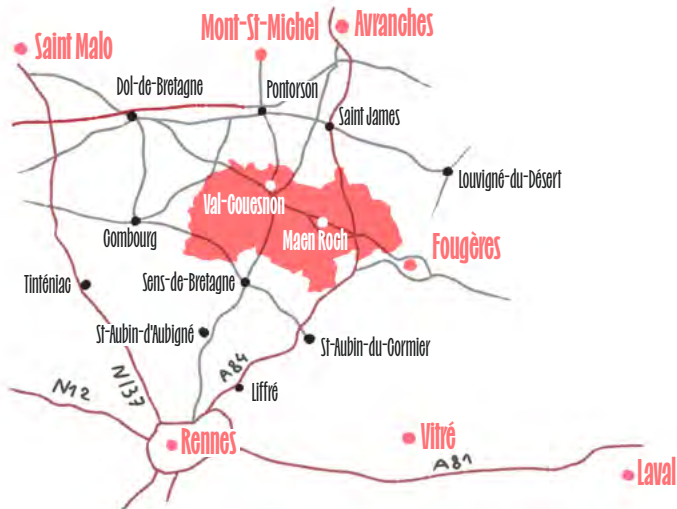 Saint Malo
Mont-St-Michel
Avranches
Dol-de-Bretagne
Pontorson
Saint James
Louvigné-du-Désert
Val-Couesnon
Maen Roch
Combourg
Fougères
Tinténiac
Sens-de-Bretagne
St-Aubin-d'Aubigné
St-Aubin-du-Cormier
A84
N137
N12
Liffré
Rennes
Vitré
A81
Laval